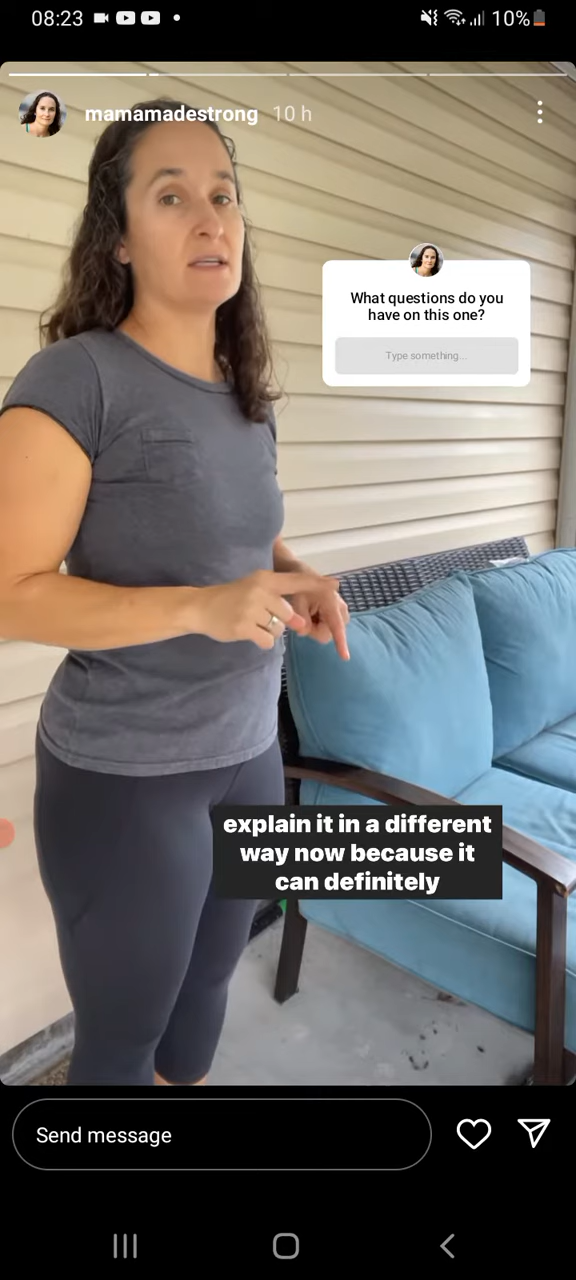 08:23
10%
mamamadestrong 10 h
What questions do you
have on this one?
Type something...
explain it in a different
way now because it
can definitely
Send message